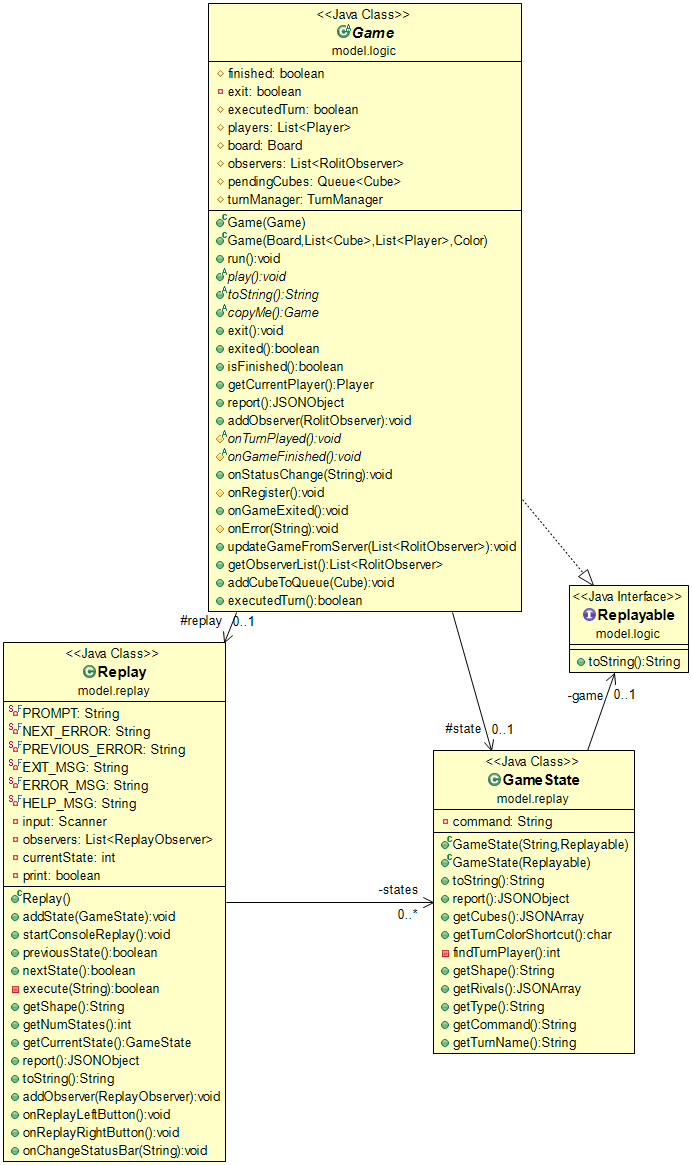 <<Java Class>>
Game
model.logic
finished: boolean
exit: boolean
executedTurn: boolean
players: List<Player>
board: Board
observers: List<RolitObserver>
pendingCubes: Queue<Cube>
turnManager: TurnManager
Game(Game)
Game(Board,List<Cube>,List<Player>,Color)
run():void
play():void
toString():String
copyMe():Game
exit():void
exited():boolean
isFinished():boolean
getCurrentPlayer():Player
report():JSONObject
addObserver(RolitObserver):void
onTurnPlayed():void
onGameFinished():void
onStatusChange(String):void
onRegister():void
onGameExited():void
onError(String):void
updateGameFromServer(List<RolitObserver>):void
getObserverList():List<RolitObserver>
addCubeToQueue(Cube):void
executedTurn():boolean
<<Java Interface>>
Replayable
model.logic
toString():String
#replay 0..1
-game 0..1
#state 0..1
<<Java Class>>
Replay
model.replay
PROMPT: String
NEXT_ERROR: String
PREVIOUS_ERROR: String
EXIT_MSG: String
ERROR_MSG: String
HELP_MSG: String
input: Scanner
observers: List<ReplayObserver>
currentState: int
print: boolean
Replay()
addState(GameState):void
startConsoleReplay():void
previousState():boolean
nextState():boolean
execute(String):boolean
getShape():String
getNumStates():int
getCurrentState():GameState
report():JSONObject
toString():String
addObserver(ReplayObserver):void
onReplayLeftButton():void
onReplayRightButton():void
onChangeStatusBar(String):void
-states
0..*
<<Java Class>>
GameState
model.replay
command: String
GameState(String,Replayable)
GameState(Replayable)
toString():String
report():JSONObject
getCubes():JSONArray
getTurnColorShortcut():char
findTurnPlayer():int
getShape():String
getRivals():JSONArray
getType():String
getCommand():String
getTurnName():String